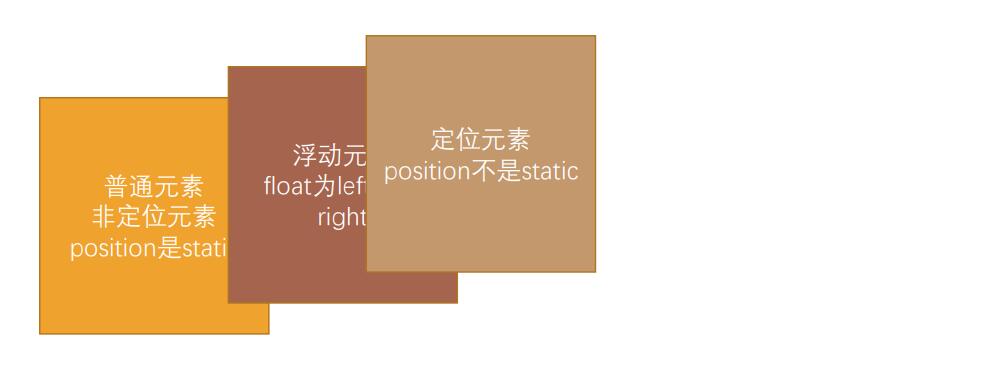 普通元素
非定位元素
position是stati
浮动元
float为left
right
定位元素
position不是static